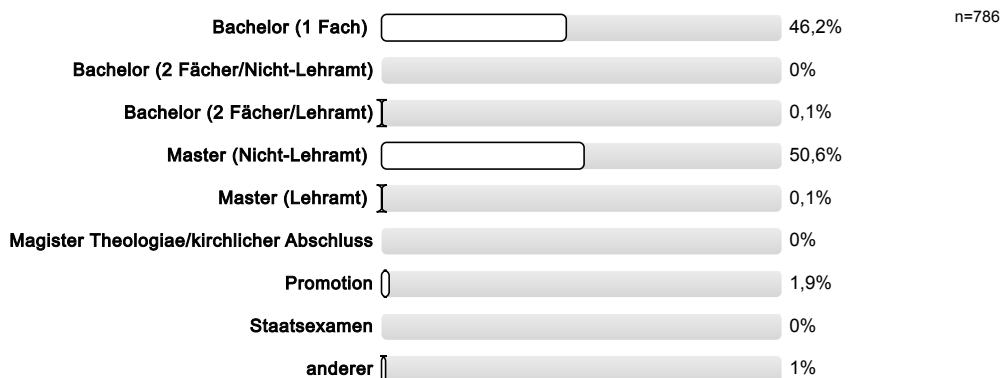 Bachelor (1 Fach) 46,2% n=786
Bachelor (2 Fächer/Nicht-Lehramt) 0%
Bachelor (2 Fächer/Lehramt) 0,1%
Master (Nicht-Lehramt) 50,6%
Master (Lehramt) 0,1%
Magister Theologiae/kirchlicher Abschluss 0%
Promotion 1,9%
Staatsexamen 0%
anderer 1%